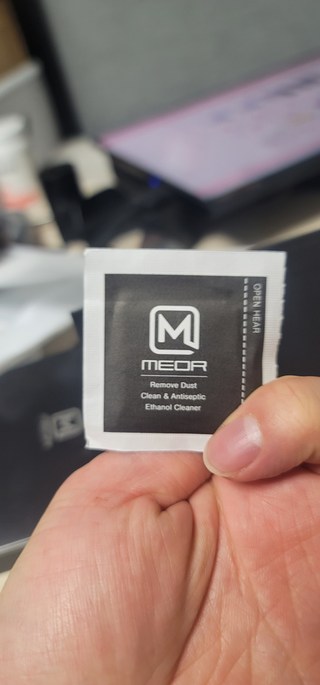 M
MEOR
Remove Dust
Clean & Antiseptic
Ethanol Cleaner
OPEN HEAR